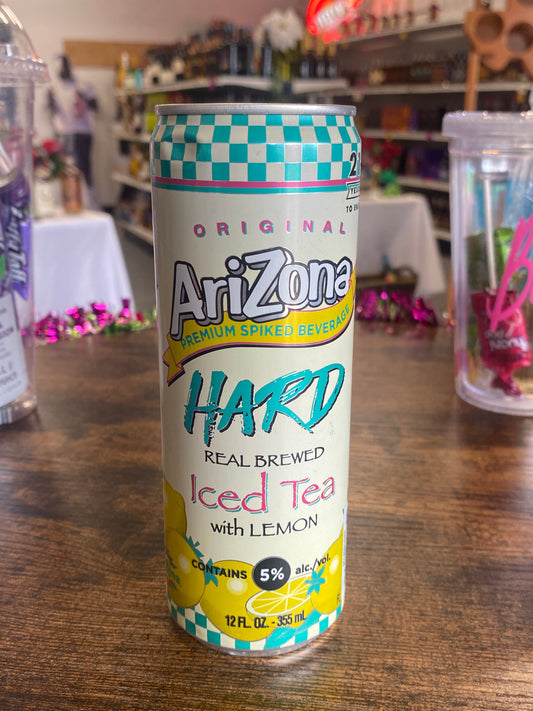 ORIGINAL
AriZona
PREMIUM SPIKED BEVERAGE
HARD
REAL BREWED
Iced Tea
with LEMON
CONTAINS 5% alc./vol.
12 FL. OZ. - 355 mL